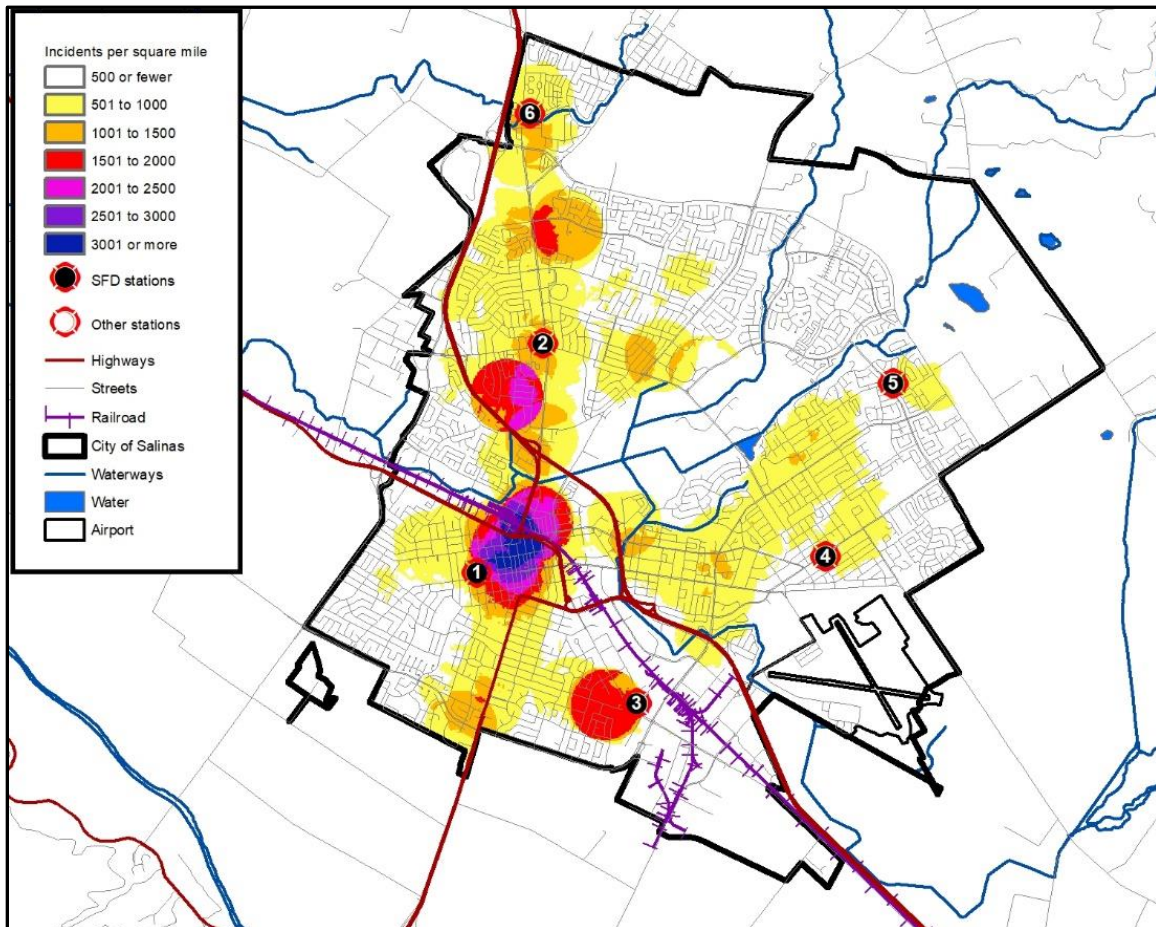 Incidents per square mile
500 or fewer
501 to 1000
1001 to 1500
1501 to 2000
2001 to 2500
2501 to 3000
3001 or more
SFD stations
Other stations
Highways
Streets
Railroad
City of Salinas
Waterways
Water
Airport
6
2
5
4
1
3